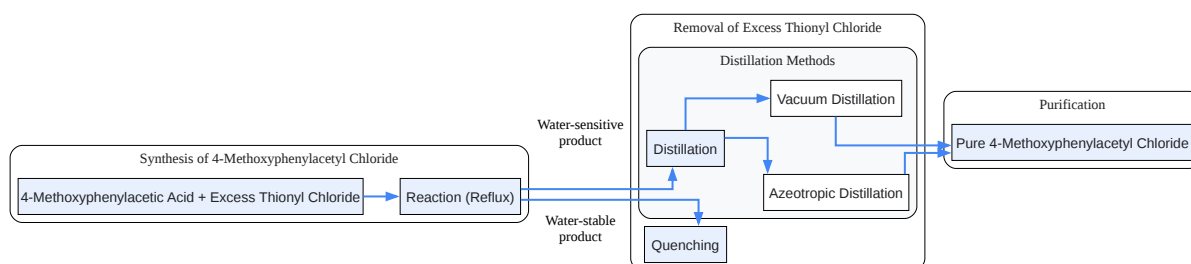 Removal of Excess Thionyl Chloride
Distillation Methods
Vacuum Distillation
Purification
Water-sensitive
product
Distillation
Pure 4-Methoxyphenylacetyl Chloride
Synthesis of 4-Methoxyphenylacetyl Chloride
4-Methoxyphenylacetic Acid + Excess Thionyl Chloride
Reaction (Reflux)
Azeotropic Distillation
Water-stable
product
Quenching